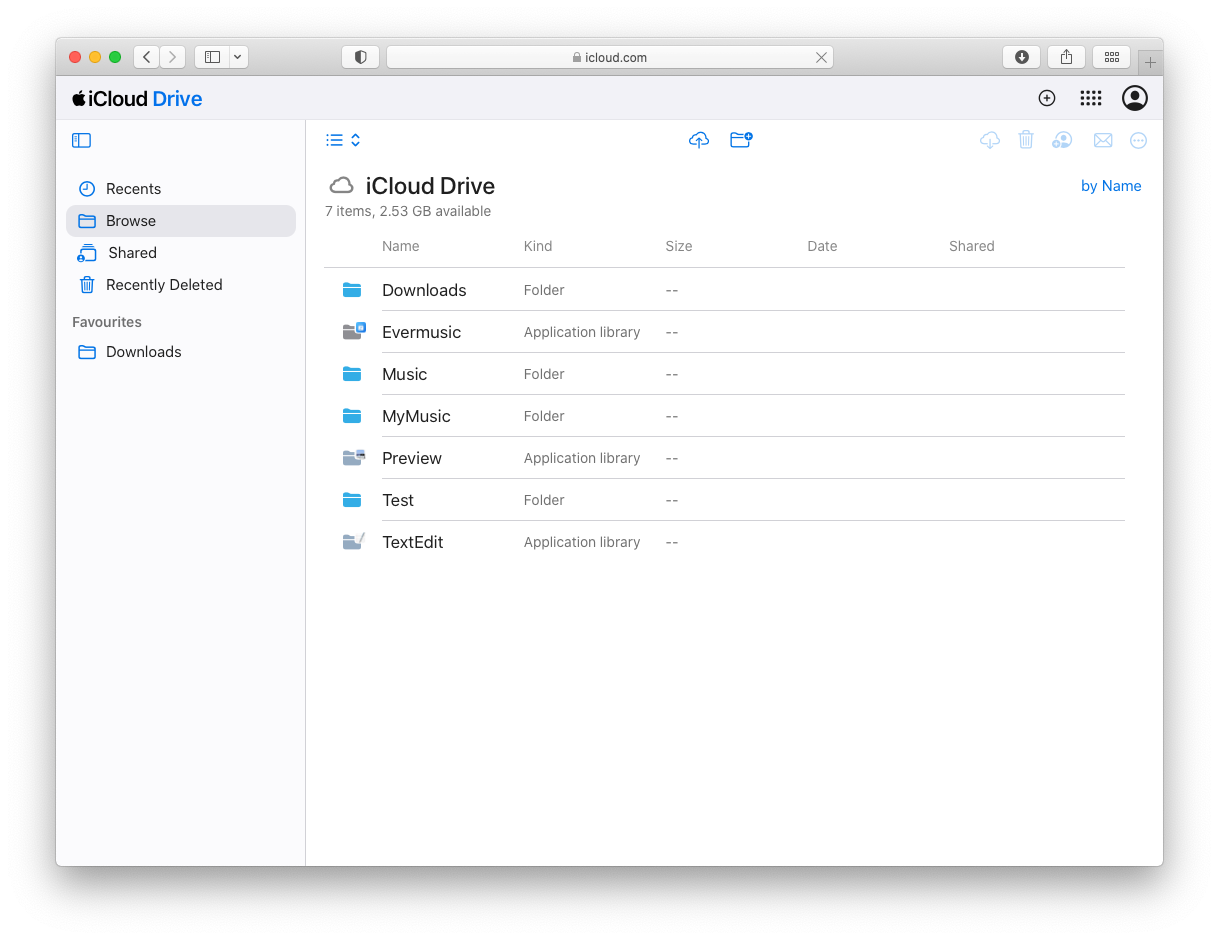 icloud.com
iCloud Drive
Recents
Browse
Shared
Recently Deleted
Favourites
Downloads
iCloud Drive
by Name
7 items, 2.53 GB available
Name Kind Size Date Shared
Downloads Folder --
Evermusic Application library --
Music Folder --
MyMusic Folder --
Preview Application library --
Test Folder --
TextEdit Application library --